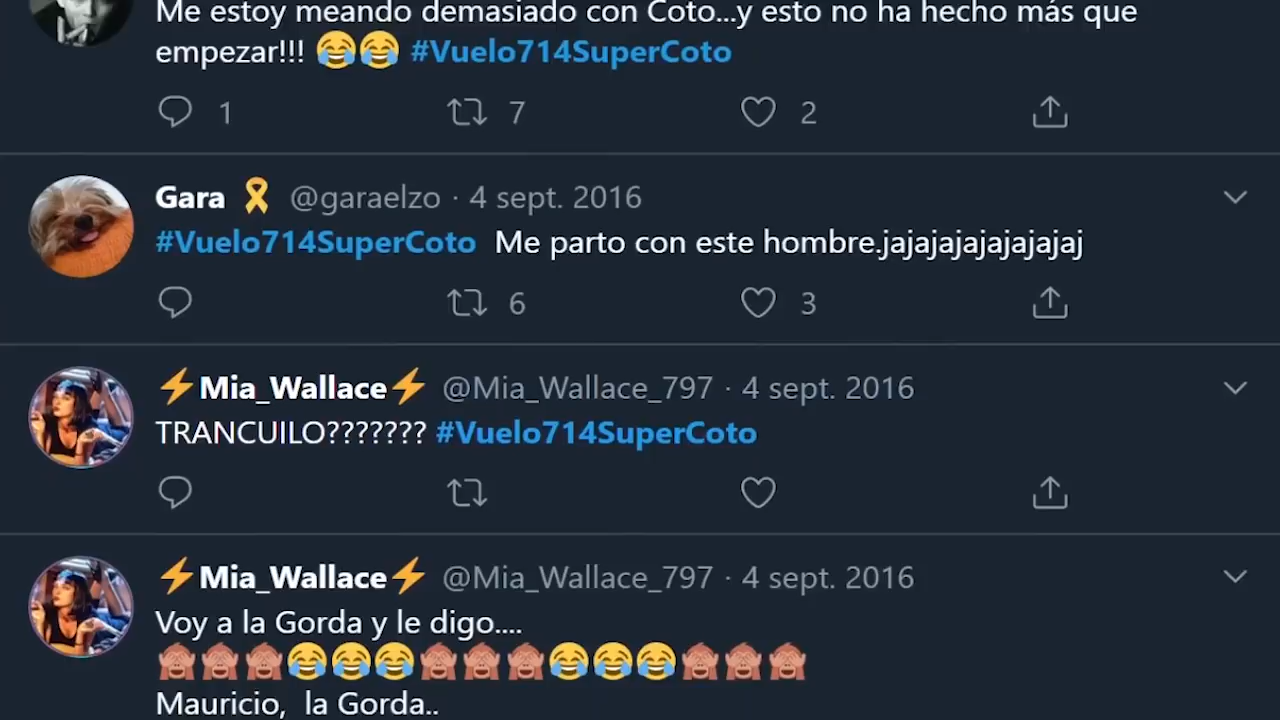 Me estoy meando demasiado con Coto...y esto no ha hecho más que
empezar!!! 😂😂 #Vuelo714SuperCoto
1 7 2
Gara 🎗 @garaelzo · 4 sept. 2016
#Vuelo714SuperCoto Me parto con este hombre.jajajajajajajajaj
6 3
⚡Mia_Wallace⚡ @Mia_Wallace_797 · 4 sept. 2016
TRANCUILO??????? #Vuelo714SuperCoto
⚡Mia_Wallace⚡ @Mia_Wallace_797 · 4 sept. 2016
Voy a la Gorda y le digo....
🙈🙈🙈😂😂😂🙈🙈🙈😂😂😂🙈🙈🙈
Mauricio, la Gorda..